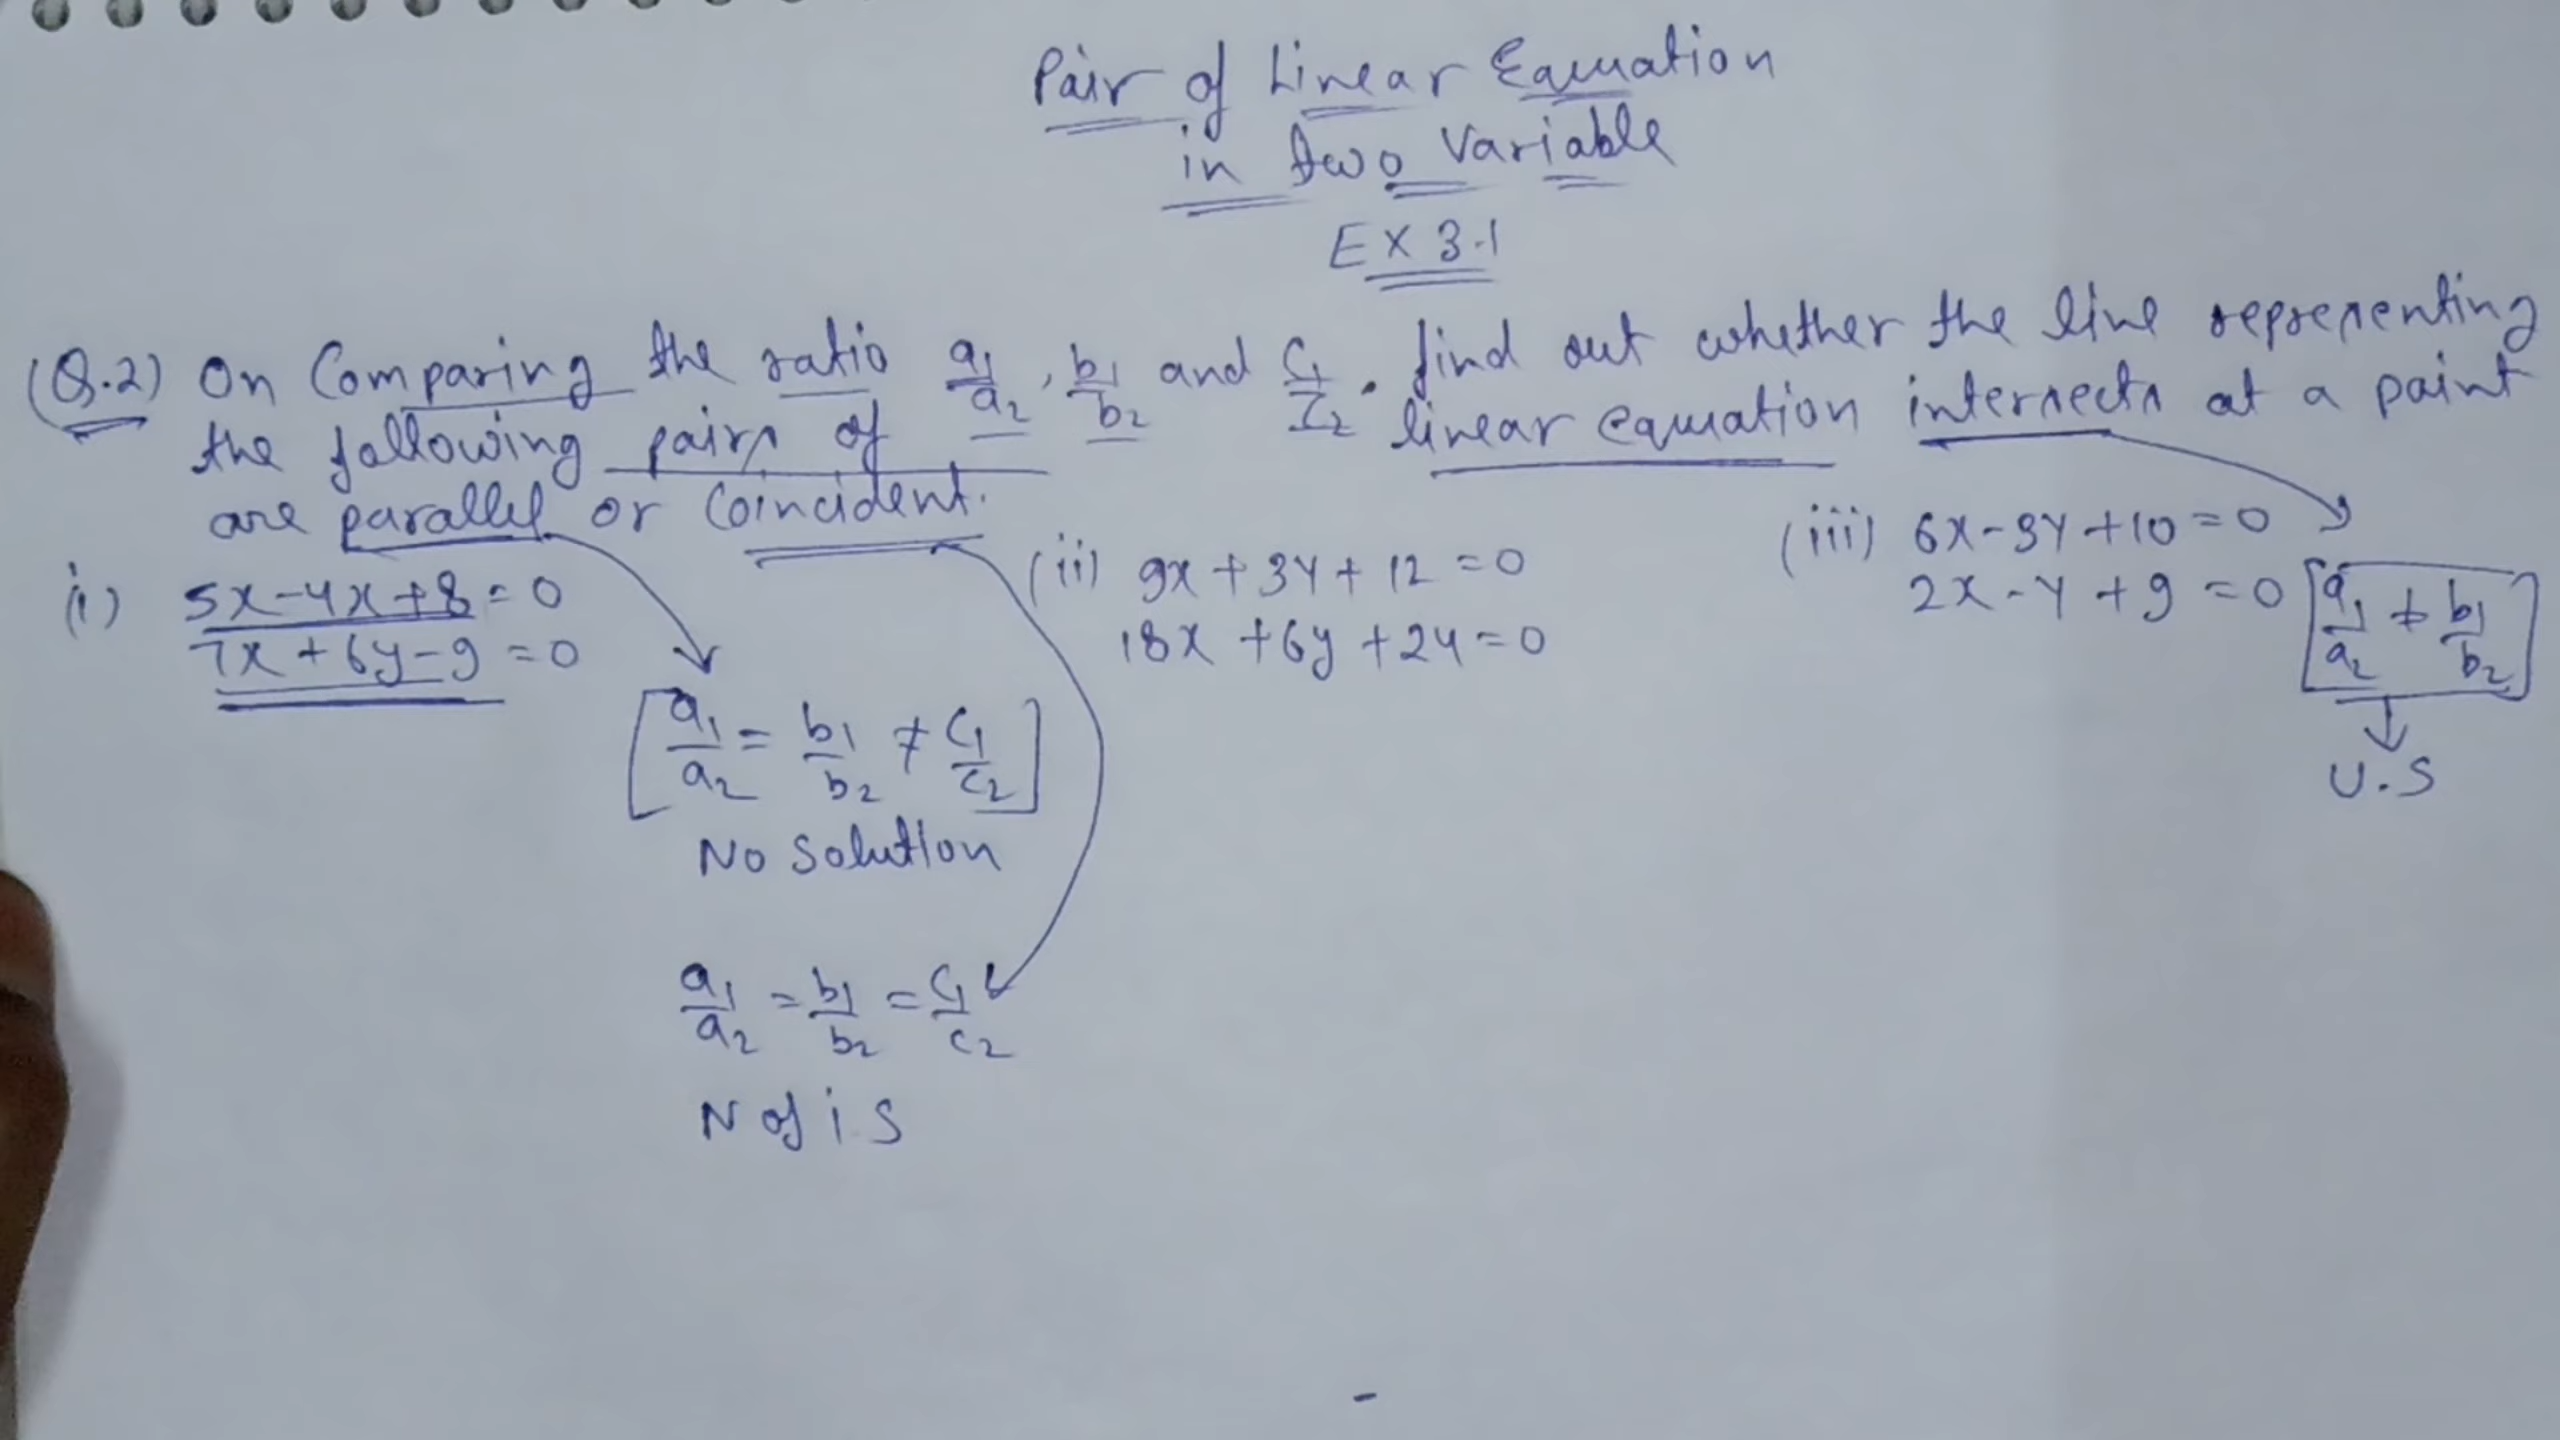 Pair of Linear Equation
in two variable
EX 3.1
(Q.2) On Comparing the ratio a1/a2, b1/b2 and C1/C2. find out whether the line representing
the following pairs of linear equation intersects at a paint
are parallel or Coincident.
(i) 5x-4x+8=0
7x+6y-9=0
(ii) 9x+3y+12=0
18x+6y+24=0
(iii) 6x-3y+10=0
2x-y+9=0
[a1/a2 ≠ b1/b2]
U.S
[a1/a2 = b1/b2 ≠ C1/C2]
No Solution
a1/a2 = b1/b2 = C1/C2
N of i.S